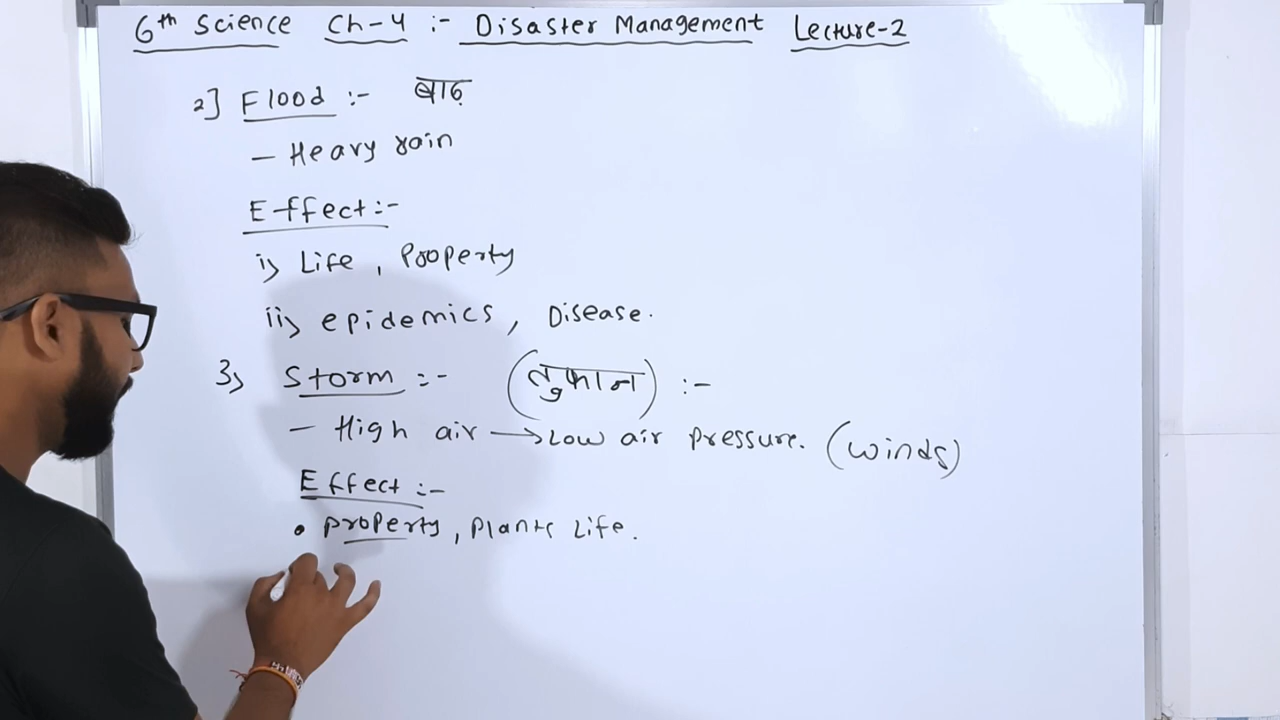 6th Science Ch-4 :- Disaster Management Lecture-2
2] Flood :- बाढ
- Heavy rain
Effect :-
i> Life , Property
ii> epidemics , Disease.
3> Storm :- (तुफान) :-
- High air → Low air pressure. (winds)
Effect :-
• property , Plants Life.